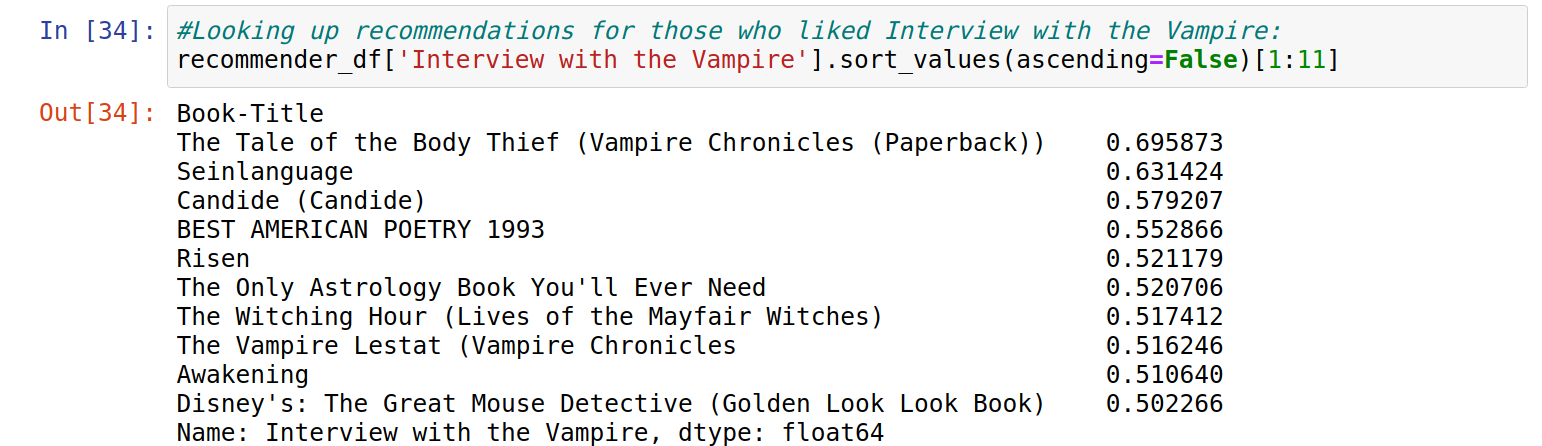 In [34]: #Looking up recommendations for those who liked Interview with the Vampire:
recommender_df['Interview with the Vampire'].sort_values(ascending=False)[1:11]
Out[34]: Book-Title
The Tale of the Body Thief (Vampire Chronicles (Paperback)) 0.695873
Seinlanguage 0.631424
Candide (Candide) 0.579207
BEST AMERICAN POETRY 1993 0.552866
Risen 0.521179
The Only Astrology Book You'll Ever Need 0.520706
The Witching Hour (Lives of the Mayfair Witches) 0.517412
The Vampire Lestat (Vampire Chronicles 0.516246
Awakening 0.510640
Disney's: The Great Mouse Detective (Golden Look Look Book) 0.502266
Name: Interview with the Vampire, dtype: float64